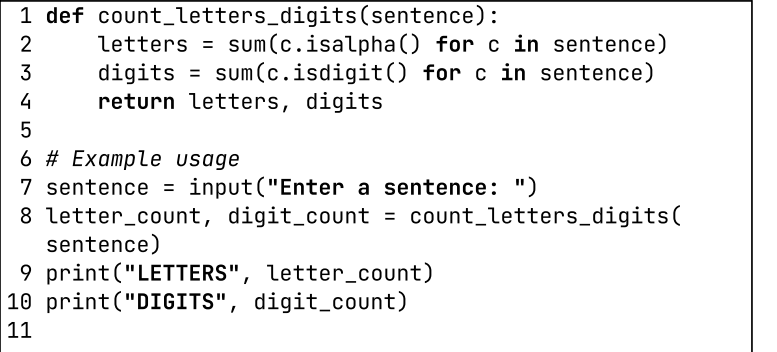 1 def count_letters_digits(sentence):
2     letters = sum(c.isalpha() for c in sentence)
3     digits = sum(c.isdigit() for c in sentence)
4     return letters, digits
5
6 # Example usage
7 sentence = input("Enter a sentence: ")
8 letter_count, digit_count = count_letters_digits(
sentence)
9 print("LETTERS", letter_count)
10 print("DIGITS", digit_count)
11